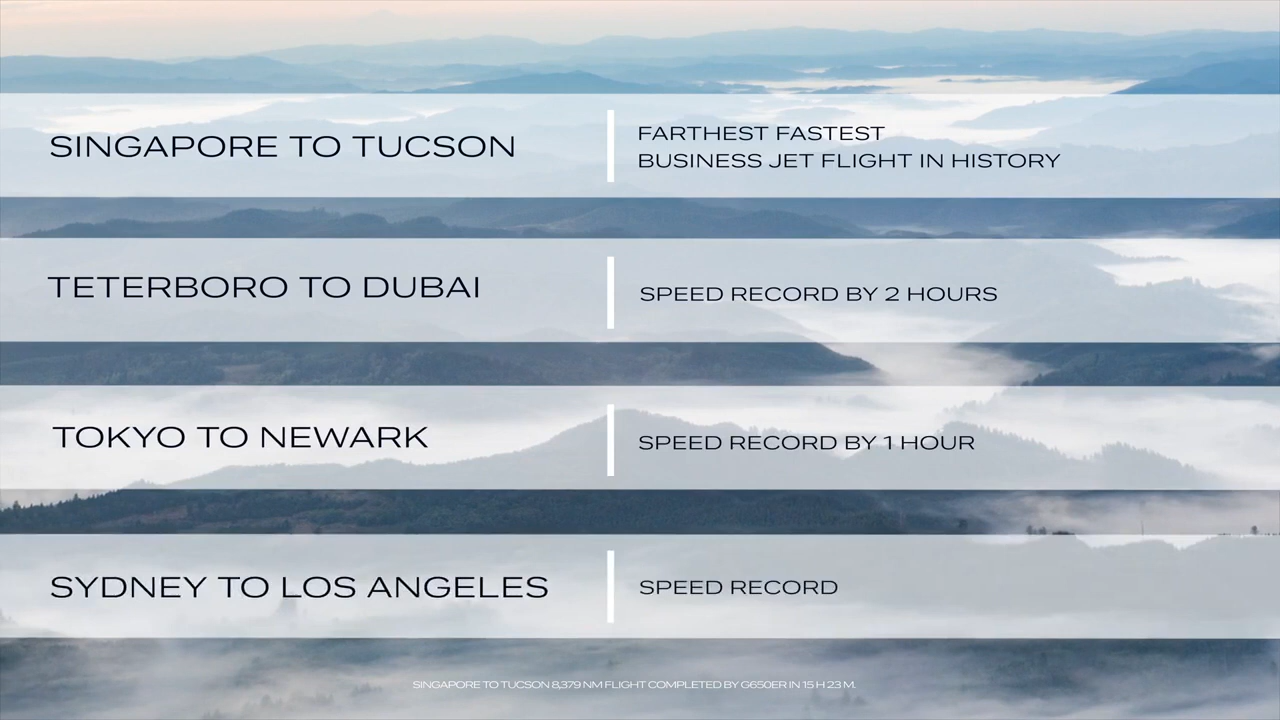 SINGAPORE TO TUCSON
FARTHEST FASTEST
BUSINESS JET FLIGHT IN HISTORY
TETERBORO TO DUBAI
SPEED RECORD BY 2 HOURS
TOKYO TO NEWARK
SPEED RECORD BY 1 HOUR
SYDNEY TO LOS ANGELES
SPEED RECORD
SINGAPORE TO TUCSON 8,379 NM FLIGHT COMPLETED BY G650ER IN 15 H 23 M.